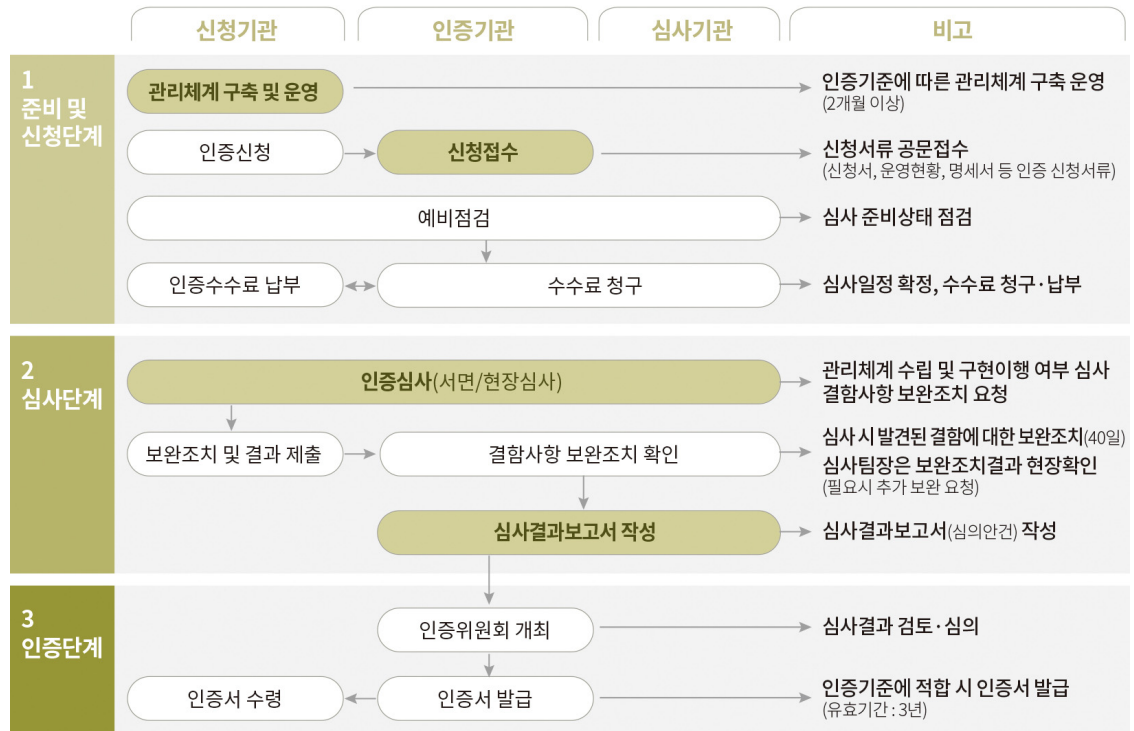 신청기관 인증기관 심사기관 비고
1
준비 및
신청단계
관리체계 구축 및 운영
인증기준에 따른 관리체계 구축 운영
(2개월 이상)
인증신청
신청접수
신청서류 공문접수
(신청서, 운영현황, 명세서 등 인증 신청서류)
예비점검
심사 준비상태 점검
인증수수료 납부
수수료 청구
심사일정 확정, 수수료 청구·납부
2
심사단계
인증심사(서면/현장심사)
관리체계 수립 및 구현이행 여부 심사
결함사항 보완조치 요청
보완조치 및 결과 제출
결함사항 보완조치 확인
심사 시 발견된 결함에 대한 보완조치(40일)
심사팀장은 보완조치결과 현장확인
(필요시 추가 보완 요청)
심사결과보고서 작성
심사결과보고서(심의안건) 작성
3
인증단계
인증위원회 개최
심사결과 검토·심의
인증서 수령
인증서 발급
인증기준에 적합 시 인증서 발급
(유효기간 : 3년)